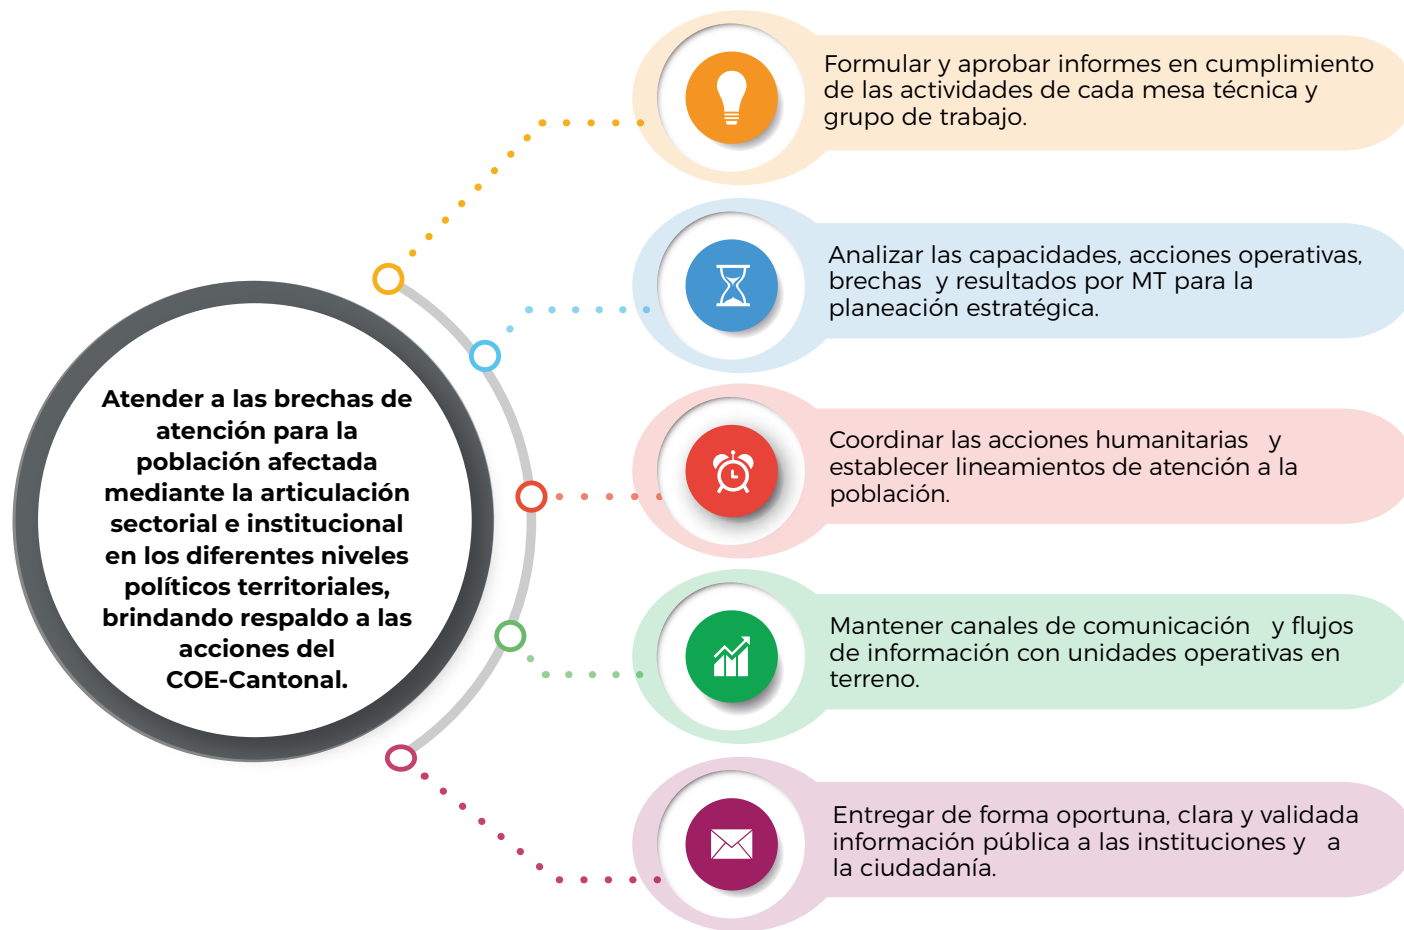 Atender a las brechas de
atención para la
población afectada
mediante la articulación
sectorial e institucional
en los diferentes niveles
políticos territoriales,
brindando respaldo a las
acciones del
COE-Cantonal.
Formular y aprobar informes en cumplimiento
de las actividades de cada mesa técnica y
grupo de trabajo.
Analizar las capacidades, acciones operativas,
brechas y resultados por MT para la
planeación estratégica.
Coordinar las acciones humanitarias y
establecer lineamientos de atención a la
población.
Mantener canales de comunicación y flujos
de información con unidades operativas en
terreno.
Entregar de forma oportuna, clara y validada
información pública a las instituciones y a
la ciudadanía.